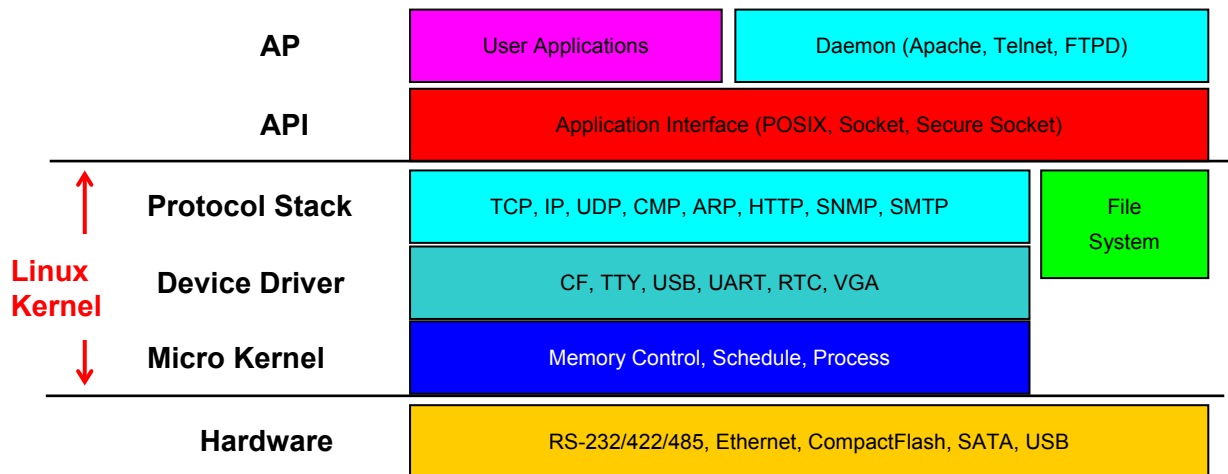 AP
User Applications
Daemon (Apache, Telnet, FTPD)
API
Application Interface (POSIX, Socket, Secure Socket)
Linux
Kernel
Protocol Stack
TCP, IP, UDP, CMP, ARP, HTTP, SNMP, SMTP
File
System
Device Driver
CF, TTY, USB, UART, RTC, VGA
Micro Kernel
Memory Control, Schedule, Process
Hardware
RS-232/422/485, Ethernet, CompactFlash, SATA, USB